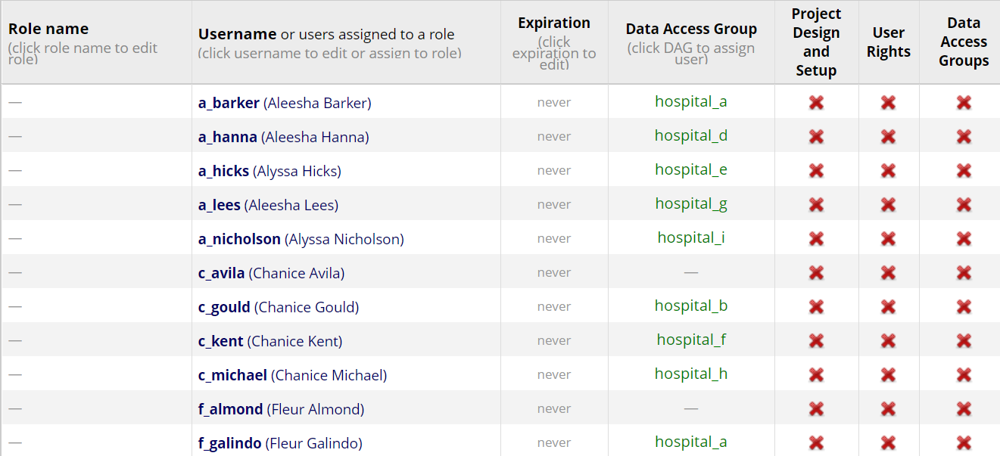 Role name
(click role name to edit
role)
Username or users assigned to a role
(click username to edit or assign to role)
Expiration
(click
expiration to
edit)
Data Access Group
(click DAG to assign
user)
Project
Design
and
Setup
User
Rights
Data
Access
Groups
— a_barker (Aleesha Barker) never hospital_a
— a_hanna (Aleesha Hanna) never hospital_d
— a_hicks (Alyssa Hicks) never hospital_e
— a_lees (Aleesha Lees) never hospital_g
— a_nicholson (Alyssa Nicholson) never hospital_i
— c_avila (Chanice Avila) never —
— c_gould (Chanice Gould) never hospital_b
— c_kent (Chanice Kent) never hospital_f
— c_michael (Chanice Michael) never hospital_h
— f_almond (Fleur Almond) never —
— f_galindo (Fleur Galindo) never hospital_a